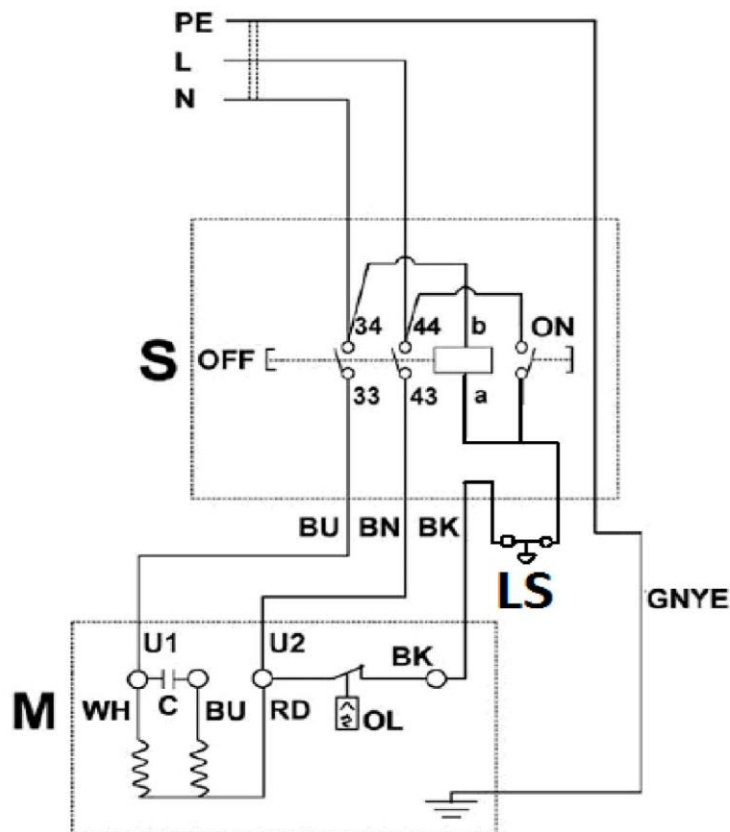 PE
L
N
34 44 b ON
S OFF
33 43 a
BU BN BK
LS
GNYE
U1 U2 BK
M WH C BU RD OL